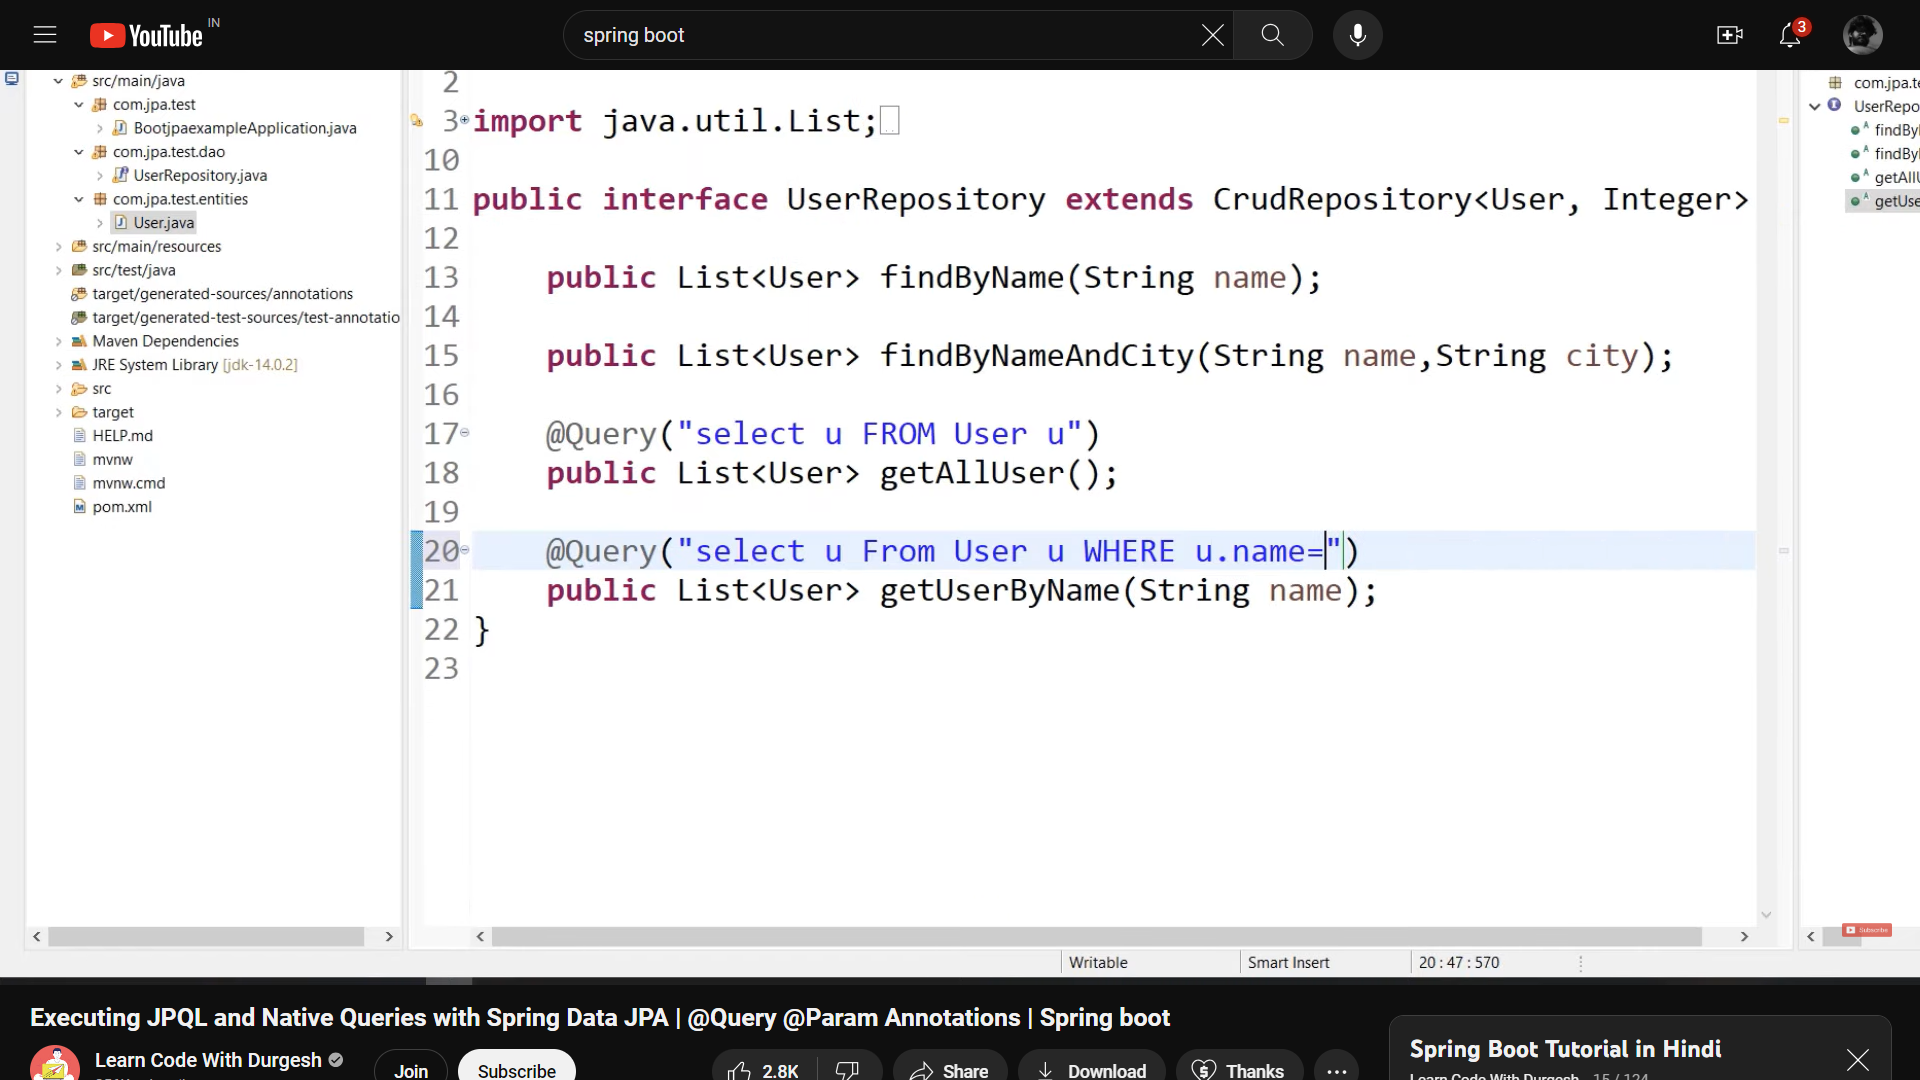 YouTube IN
spring boot
3
src/main/java
com.jpa.test
BootjpaexampleApplication.java
com.jpa.test.dao
UserRepository.java
com.jpa.test.entities
User.java
src/main/resources
src/test/java
target/generated-sources/annotations
target/generated-test-sources/test-annotatio
Maven Dependencies
JRE System Library [jdk-14.0.2]
src
target
HELP.md
mvnw
mvnw.cmd
pom.xml
2
3 import java.util.List;
10
11 public interface UserRepository extends CrudRepository<User, Integer>
12
13 public List<User> findByName(String name);
14
15 public List<User> findByNameAndCity(String name,String city);
16
17 @Query("select u FROM User u")
18 public List<User> getAllUser();
19
20 @Query("select u From User u WHERE u.name=")
21 public List<User> getUserByName(String name);
22 }
23
com.jpa.te
UserRepo
findBy
findBy
getAllU
getUse
Subscribe
Writable
Smart Insert
20 : 47 : 570
Executing JPQL and Native Queries with Spring Data JPA | @Query @Param Annotations | Spring boot
Learn Code With Durgesh
Join
Subscribe
2.8K
Share
Download
Thanks
Spring Boot Tutorial in Hindi
Learn Code With Durgesh 15 / 124